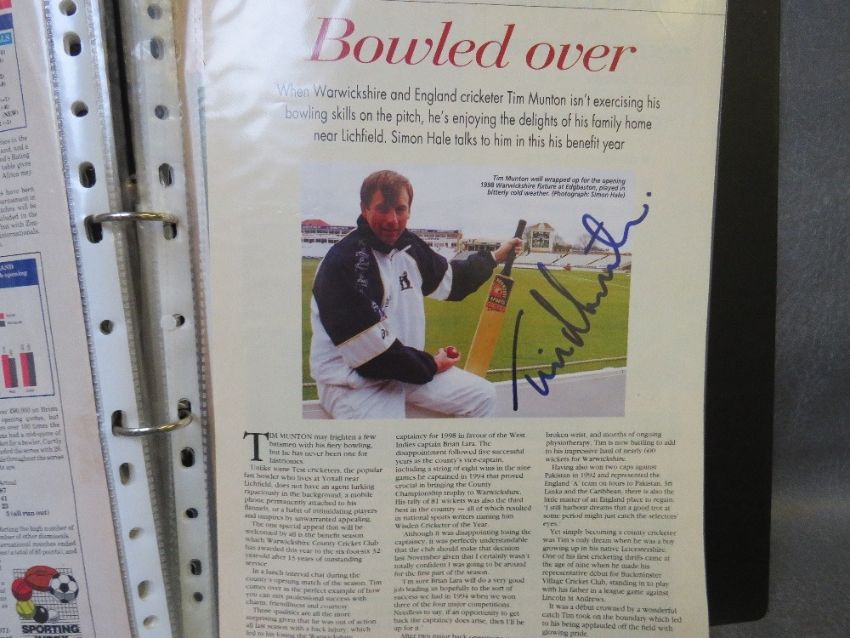 Bowled over
When Warwickshire and England cricketer Tim Munton isn't exercising his
bowling skills on the pitch, he's enjoying the delights of his family home
near Lichfield. Simon Hale talks to him in this his benefit year
Tim Munton well wrapped up for the opening
1998 Warwickshire fixture at Edgbaston, played in
bitterly cold weather. (Photograph: Simon Hale)
Tim Munton.
TIM MUNTON may frighten a few
batsmen with his fiery bowling,
but he has never been one for
histrionics.
Unlike some Test cricketers, the popular
fast bowler who lives at Yoxall near
Lichfield, does not have an agent lurking
rapaciously in the background, a mobile
phone permanently attached to his
flannels, or a habit of intimidating players
and umpires by unwarranted appealing.
The one special appeal that will be
welcomed by all is the benefit season
which Warwickshire County Cricket Club
has awarded this year to the six-foot-six 32
year-old after 13 years of outstanding
service.
In a lunch interval chat during the
county's opening match of the season, Tim
comes over as the perfect example of how
you can mix professional success with
charm, friendliness and courtesy.
Those qualities are all the more
surprising given that he was out of action
all last season with a back injury, which
led to his losing the Warwickshire
captaincy for 1998 in favour of the West
Indies captain Brian Lara. The
disappointment followed five successful
years as the county's vice-captain,
including a string of eight wins in the nine
games he captained in 1994 that proved
crucial in bringing the County
Championship trophy to Warwickshire.
His tally of 81 wickets was also the third
best in the country — all of which resulted
in national sports writers naming him
Wisden Cricketer of the Year.
Although it was disappointing losing the
captaincy, it was perfectly understandable
that the club should make that decision
last November given that I certainly wasn't
totally confident I was going to be around
for the first part of the season.
'I'm sure Brian Lara will do a very good
job leading us hopefully to the sort of
success we had in 1994 when we won
three of the four major competitions.
Needless to say, if an opportunity to get
back the captaincy does arise, then I'll be
up for it.'
After two major back operations
broken wrist, and months of ongoing
physiotherapy, Tim is now battling to add
to his impressive haul of nearly 600
wickets for Warwickshire.
Having also won two caps against
Pakistan in 1992 and represented the
England 'A' team on tours to Pakistan, Sri
Lanka and the Caribbean, there is also the
little matter of an England place to regain.
'I still harbour dreams that a good trot at
some period might just catch the selectors'
eyes.'
Yet simply becoming a county cricketer
was Tim's only dream when he was a boy
growing up in his native Leicestershire.
One of his first cricketing thrills came at
the age of nine when he made his
representative debut for Buckminster
Village Cricket Club, standing in to play
with his father in a league game against
Lincoln St Andrews.
It was a debut crowned by a wonderful
catch Tim took on the boundary which led
to his being applauded off the field with
glowing pride.
SPORTING